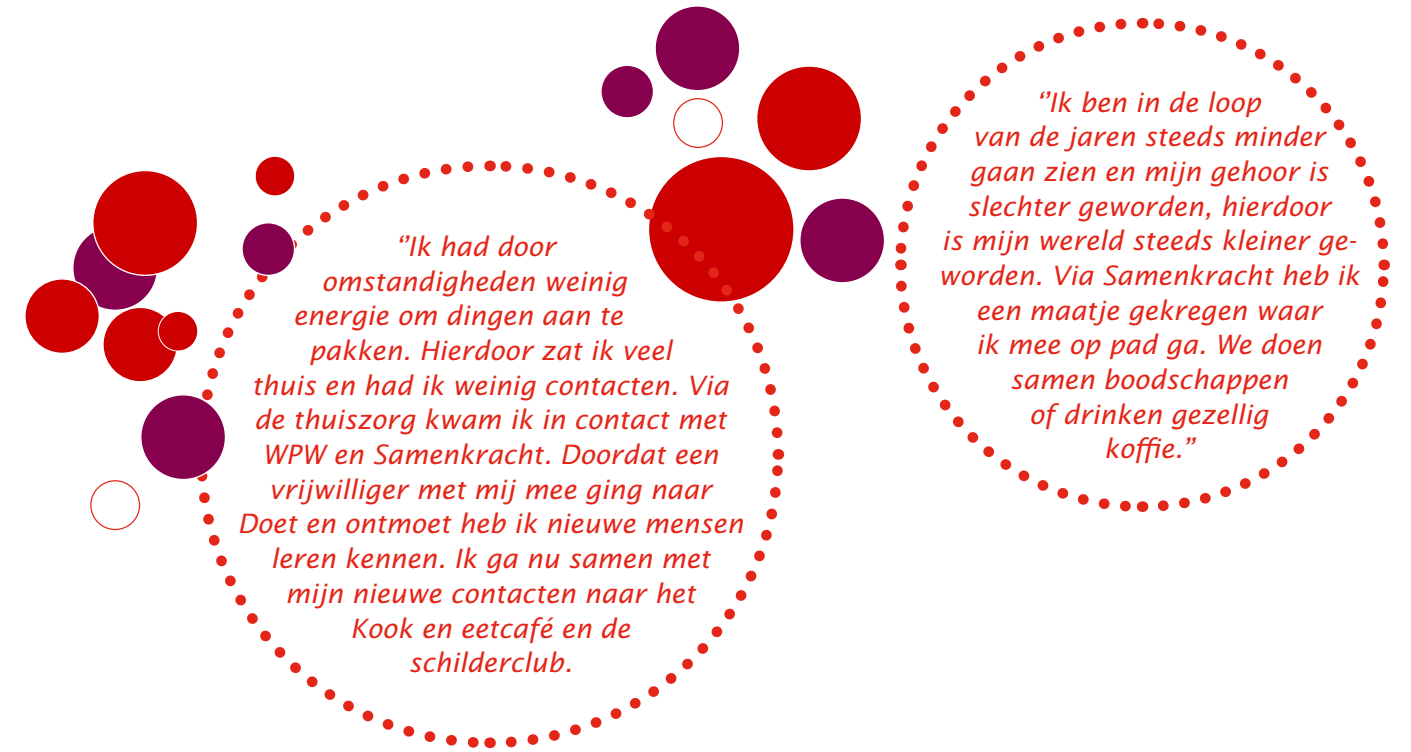 “Ik had door
omstandigheden weinig
energie om dingen aan te
pakken. Hierdoor zat ik veel
thuis en had ik weinig contacten. Via
de thuiszorg kwam ik in contact met
WPW en Samenkracht. Doordat een
vrijwilliger met mij mee ging naar
Doet en ontmoet heb ik nieuwe mensen
leren kennen. Ik ga nu samen met
mijn nieuwe contacten naar het
Kook en eetcafé en de
schilderclub.
“Ik ben in de loop
van de jaren steeds minder
gaan zien en mijn gehoor is
slechter geworden, hierdoor
is mijn wereld steeds kleiner ge-
worden. Via Samenkracht heb ik
een maatje gekregen waar
ik mee op pad ga. We doen
samen boodschappen
of drinken gezellig
koffie.”